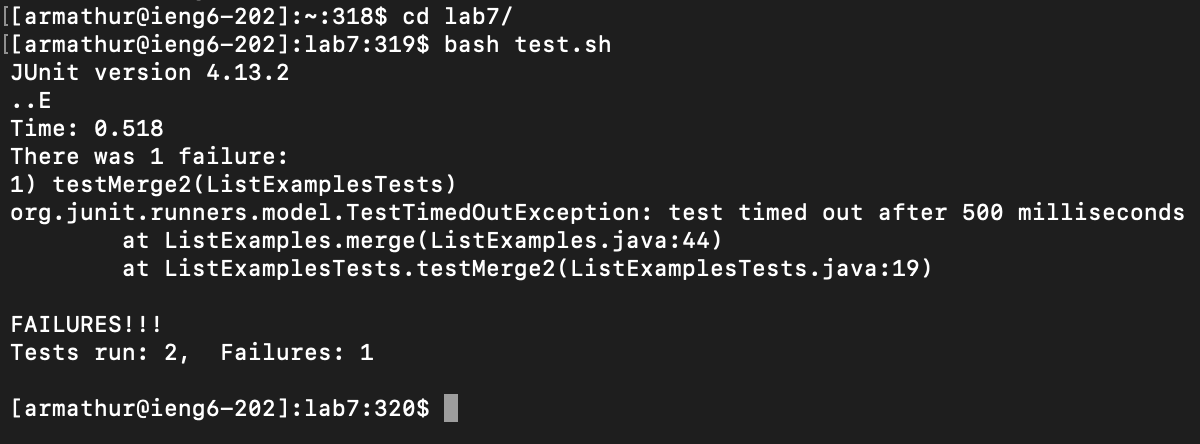 [[armathur@ieng6-202]:~:318$ cd lab7/
[[armathur@ieng6-202]:lab7:319$ bash test.sh
JUnit version 4.13.2
..E
Time: 0.518
There was 1 failure:
1) testMerge2(ListExamplesTests)
org.junit.runners.model.TestTimedOutException: test timed out after 500 milliseconds
        at ListExamples.merge(ListExamples.java:44)
        at ListExamplesTests.testMerge2(ListExamplesTests.java:19)

FAILURES!!!
Tests run: 2,  Failures: 1

[armathur@ieng6-202]:lab7:320$